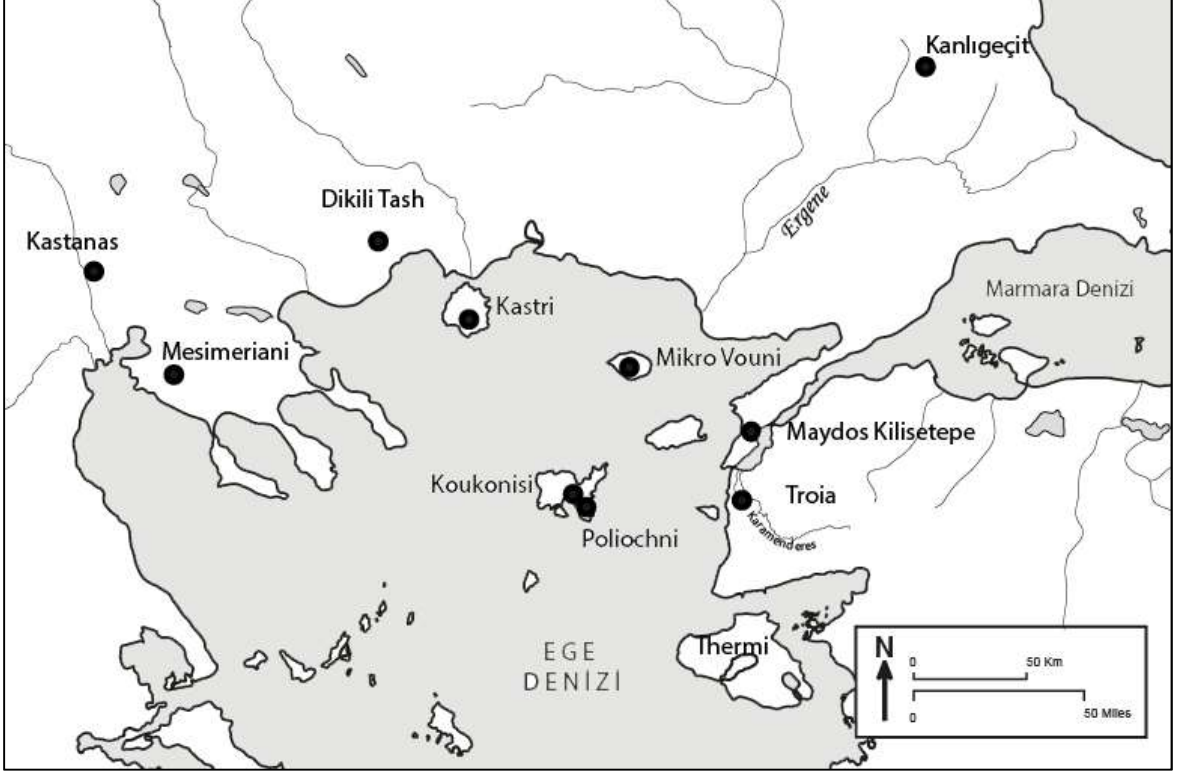 Kanlıgeçit
Dikili Tash
Ergene
Kastanas
Marmara Denizi
Kastri
Mesimeriani
Mikro Vouni
Maydos Kilisetepe
Koukonisi
Troia
Poliochni
Karamenderes
Thermi
EGE
DENİZİ
N
0
50 Km
0
50 Miles